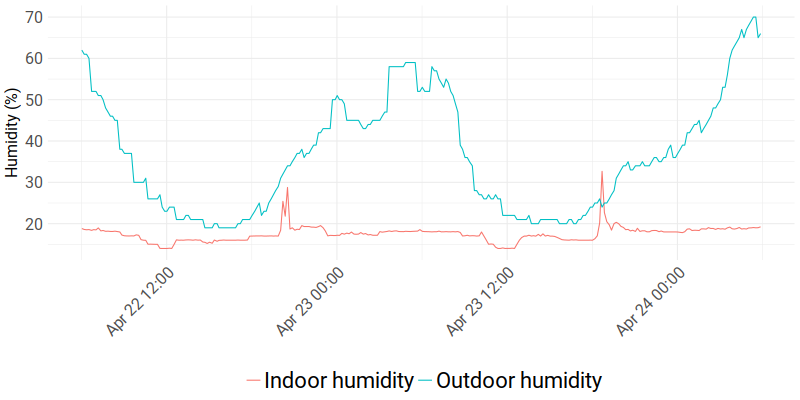 70
60
50
40
30
20
Humidity (%)
Apr 22 12:00
Apr 23 00:00
Apr 23 12:00
Apr 24 00:00
Indoor humidity
Outdoor humidity